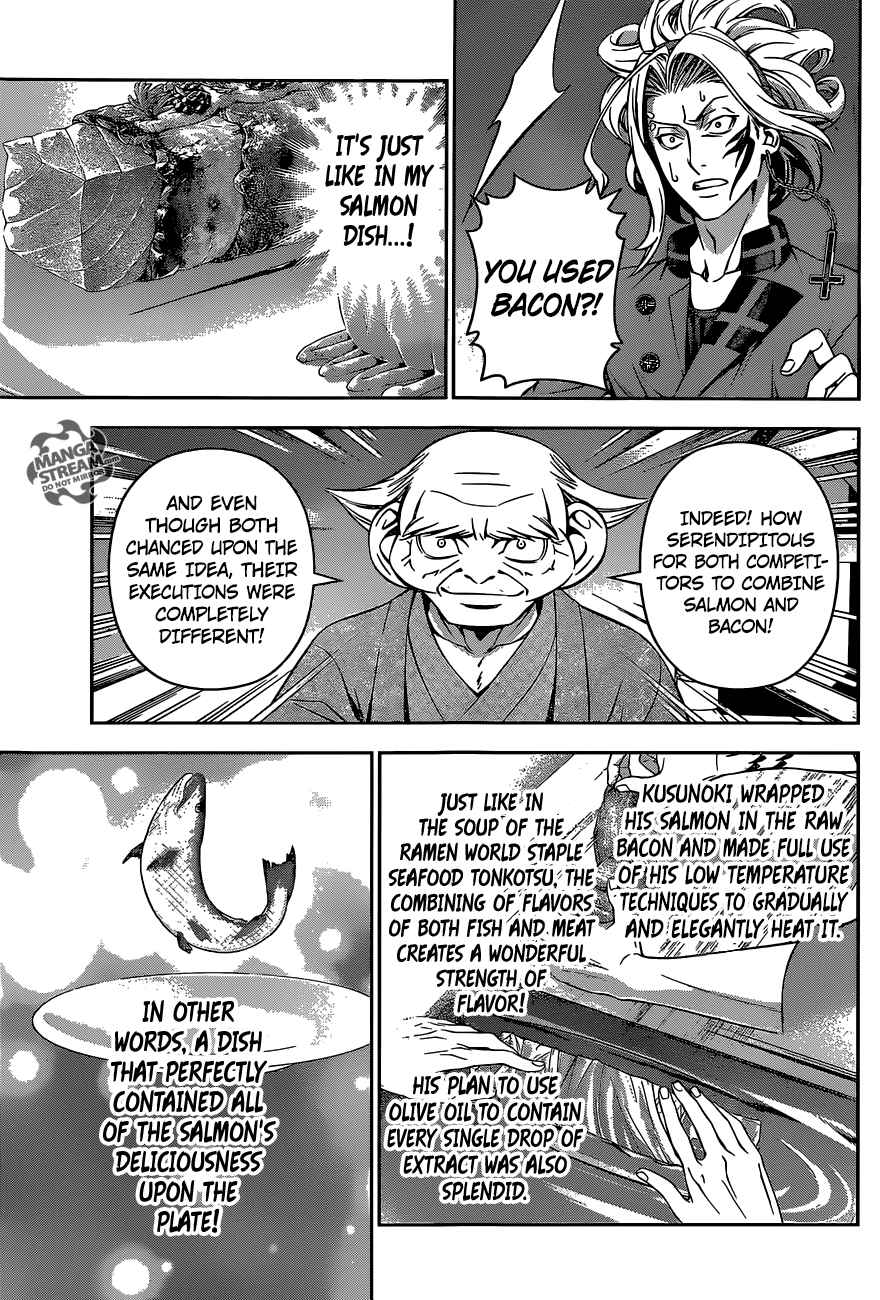 YOU USED
BACON?!
IT'S JUST
LIKE IN MY
SALMON
DISH...!
INDEED! HOW
SERENDIPITOUS
FOR BOTH COMPETI-
TORS TO COMBINE
SALMON AND
BACON!
AND EVEN
THOUGH BOTH
CHANCED UPON THE
SAME IDEA, THEIR
EXECUTIONS WERE
COMPLETELY
DIFFERENT!
MANGA
STREAM.com
DO NOT MIRROR
KUSUNOKI WRAPPED
HIS SALMON IN THE RAW
BACON AND MADE FULL USE
OF HIS LOW TEMPERATURE
TECHNIQUES TO GRADUALLY
AND ELEGANTLY HEAT IT.
JUST LIKE IN
THE SOUP OF THE
RAMEN WORLD STAPLE
SEAFOOD TONKOTSU, THE
COMBINING OF FLAVORS
OF BOTH FISH AND MEAT
CREATES A WONDERFUL
STRENGTH OF
FLAVOR!
HIS PLAN TO USE
OLIVE OIL TO CONTAIN
EVERY SINGLE DROP OF
EXTRACT WAS ALSO
SPLENDID.
IN OTHER
WORDS, A DISH
THAT PERFECTLY
CONTAINED ALL
OF THE SALMON'S
DELICIOUSNESS
UPON THE
PLATE!